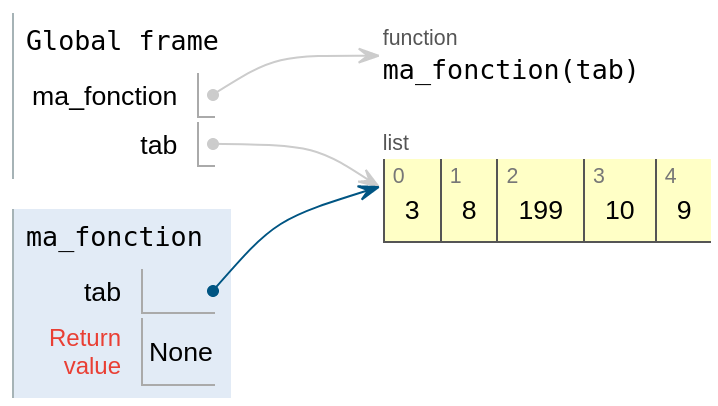 Global frame
ma_fonction
tab
function
ma_fonction(tab)
list
0 1 2 3 4
3 8 199 10 9
ma_fonction
tab
Return
value
None